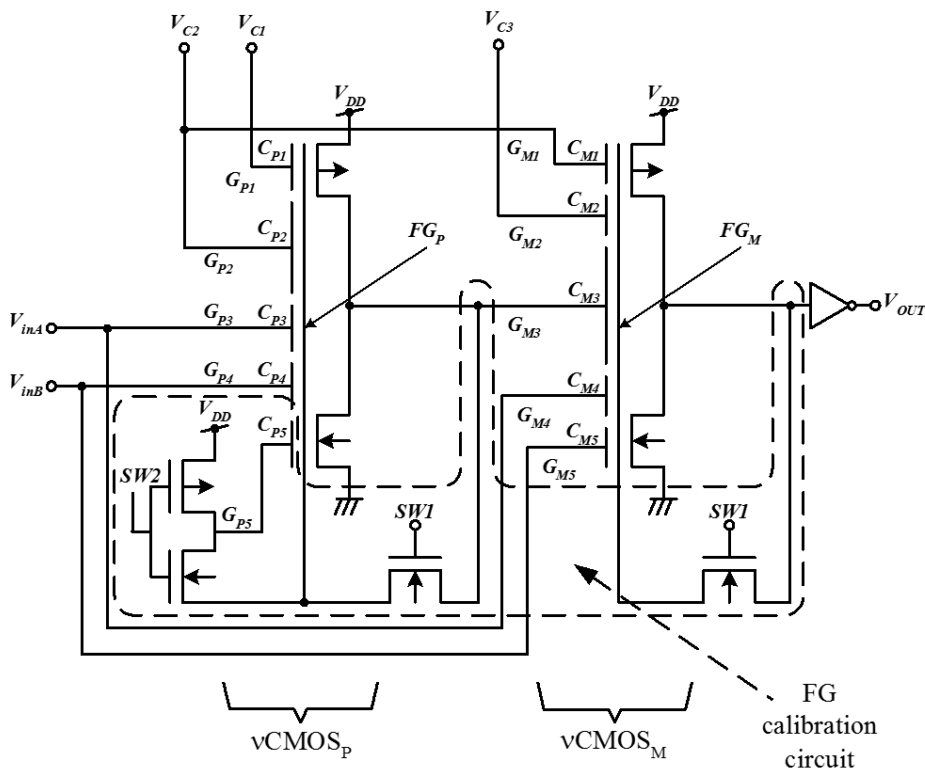 V_C2 V_C1 V_C3
V_DD V_DD
C_P1 G_M1 C_M1
G_P1
C_M2
C_P2 FG_P G_M2 FG_M
G_P2
C_M3
V_inA G_P3 C_P3 G_M3 V_OUT
V_inB G_P4 C_P4 C_M4
V_DD C_P5 G_M4 C_M5
SW2 G_M5
G_P5 SW1 SW1
FG
calibration
circuit
νCMOS_P νCMOS_M